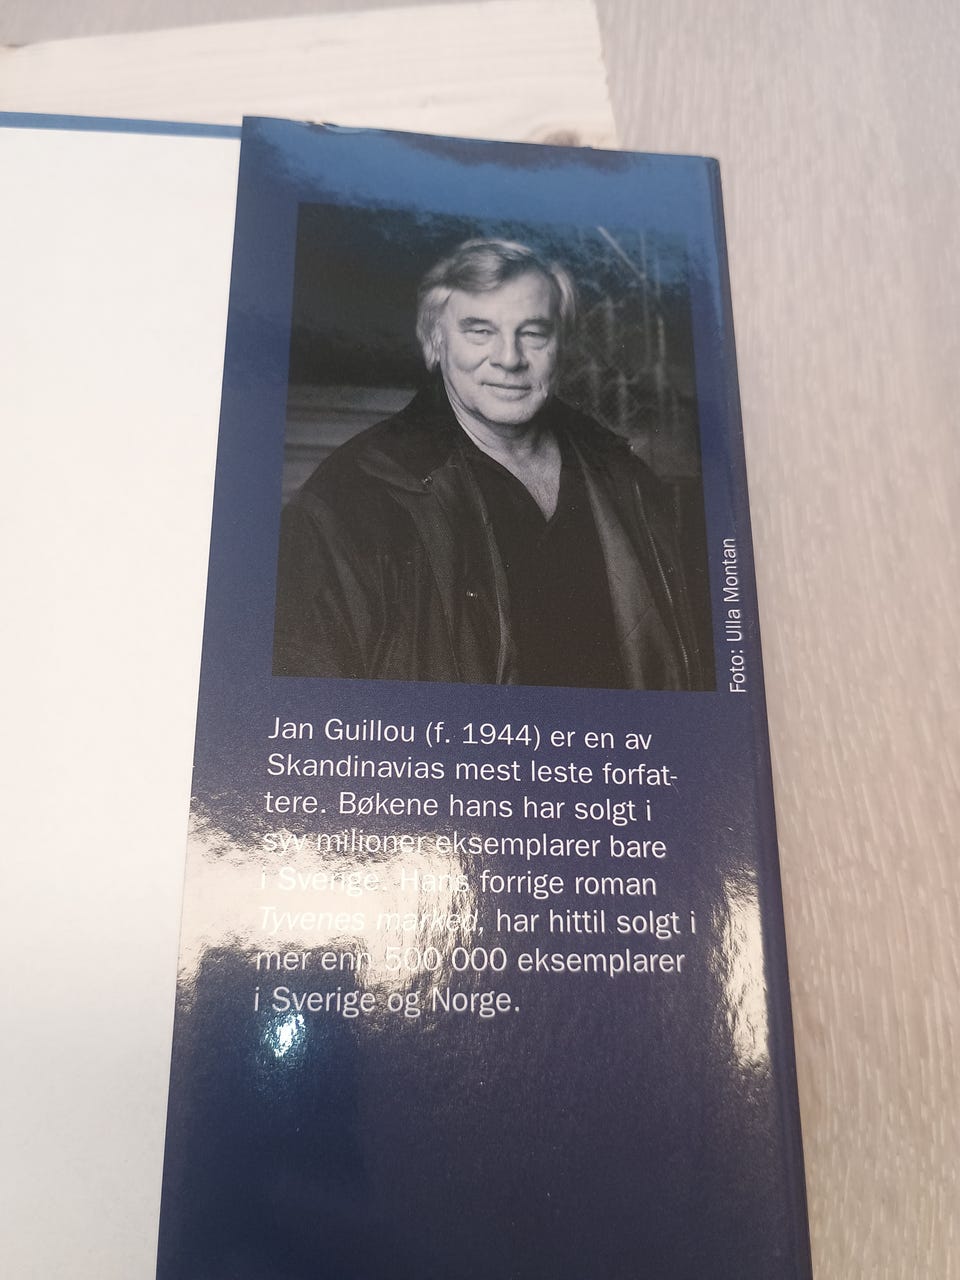 Foto: Ulla Montan
Jan Guillou (f. 1944) er en av
Skandinavias mest leste forfat-
tere. Bøkene hans har solgt i
syv milioner eksemplarer bare
i Sverige. Hans forrige roman
Tyvenes marked, har hittil solgt i
mer enn 500 000 eksemplarer
i Sverige og Norge.